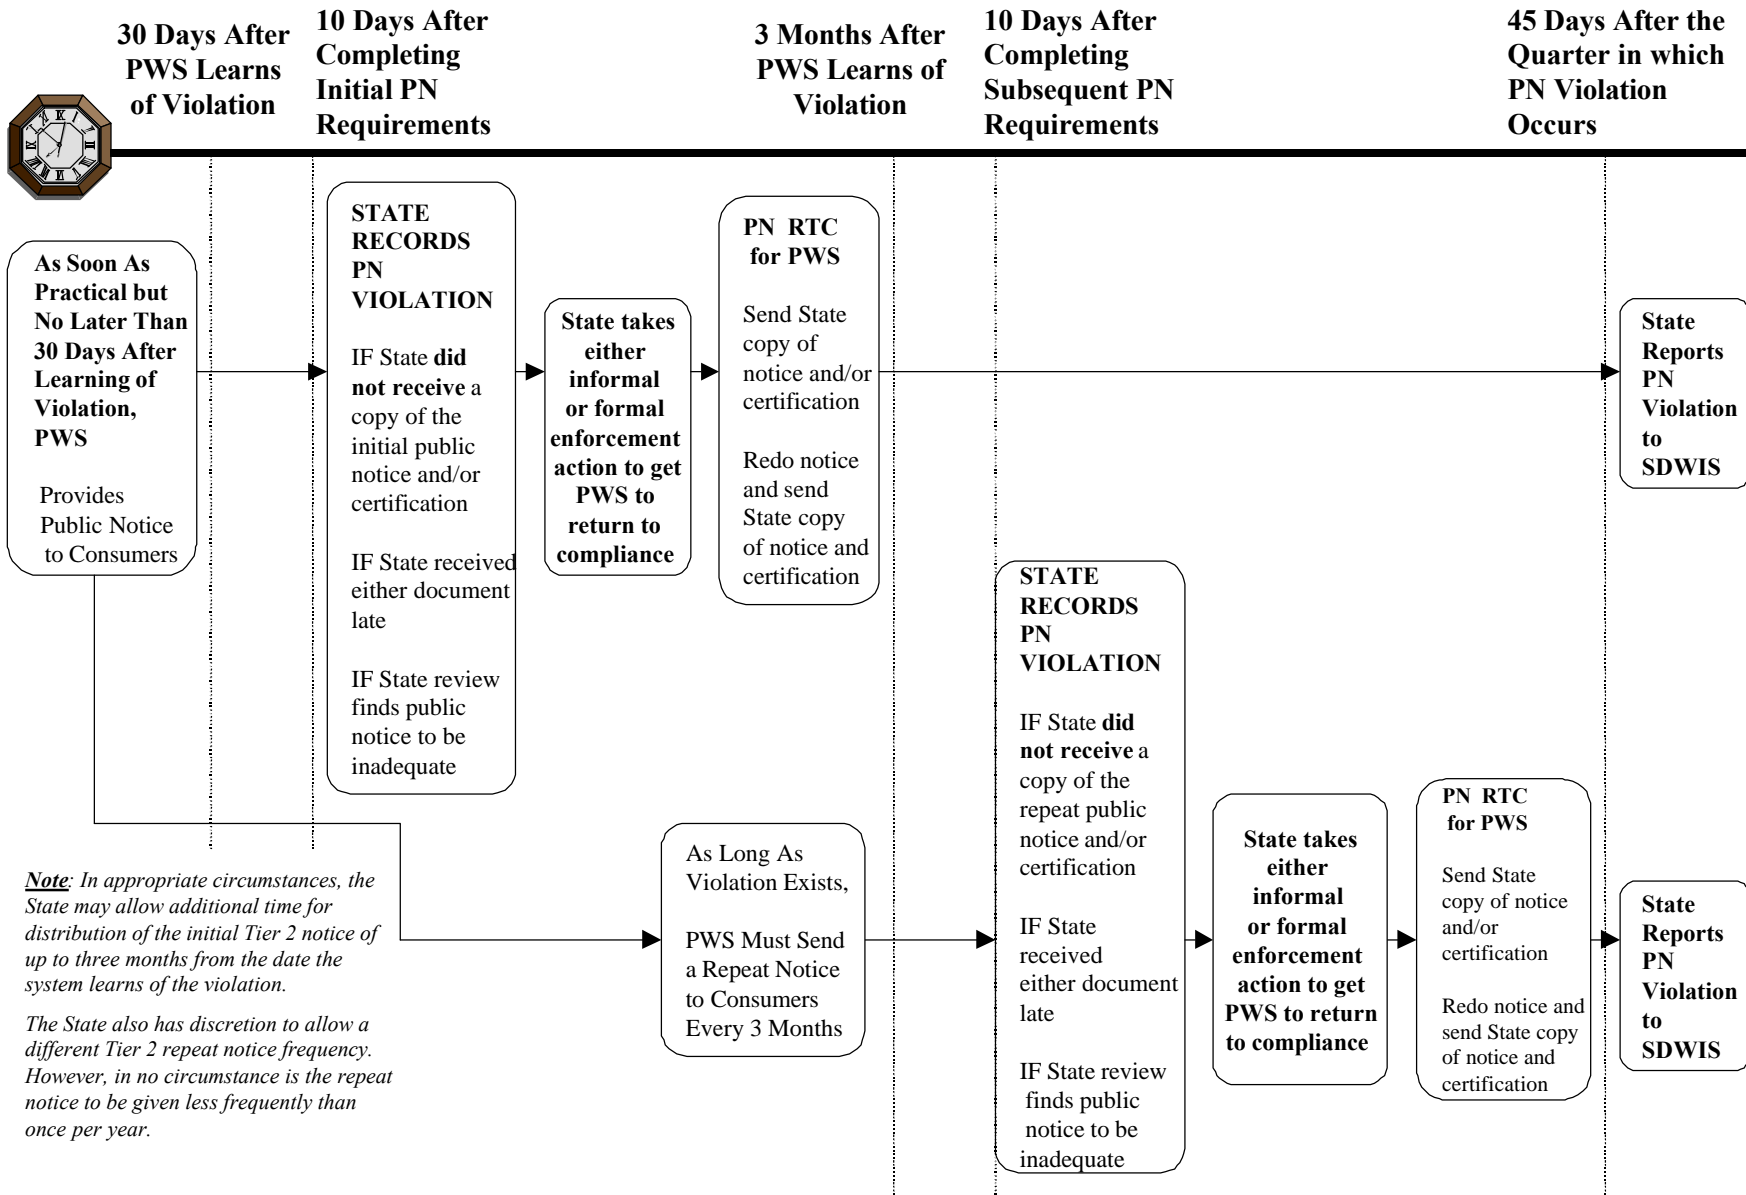 30 Days After
PWS Learns
of Violation
10 Days After
Completing
Initial PN
Requirements
3 Months After
PWS Learns of
Violation
10 Days After
Completing
Subsequent PN
Requirements
45 Days After the
Quarter in which
PN Violation
Occurs
As Soon As
Practical but
No Later Than
30 Days After
Learning of
Violation,
PWS
Provides
Public Notice
to Consumers
STATE
RECORDS
PN
VIOLATION
IF State did
not receive a
copy of the
initial public
notice and/or
certification
IF State received
either document
late
IF State review
finds public
notice to be
inadequate
State takes
either
informal
or formal
enforcement
action to get
PWS to
return to
compliance
PN RTC
for PWS
Send State
copy of
notice and/or
certification
Redo notice
and send
State copy
of notice and
certification
State
Reports
PN
Violation
to
SDWIS
As Long As
Violation Exists,
PWS Must Send
a Repeat Notice
to Consumers
Every 3 Months
STATE
RECORDS
PN
VIOLATION
IF State did
not receive a
copy of the
repeat public
notice and/or
certification
IF State
received
either document
late
IF State review
finds public
notice to be
inadequate
State takes
either
informal
or formal
enforcement
action to get
PWS to return
to compliance
PN RTC
for PWS
Send State
copy of notice
and/or
certification
Redo notice and
send State copy
of notice and
certification
State
Reports
PN
Violation
to
SDWIS
Note: In appropriate circumstances, the
State may allow additional time for
distribution of the initial Tier 2 notice of
up to three months from the date the
system learns of the violation.
The State also has discretion to allow a
different Tier 2 repeat notice frequency.
However, in no circumstance is the repeat
notice to be given less frequently than
once per year.